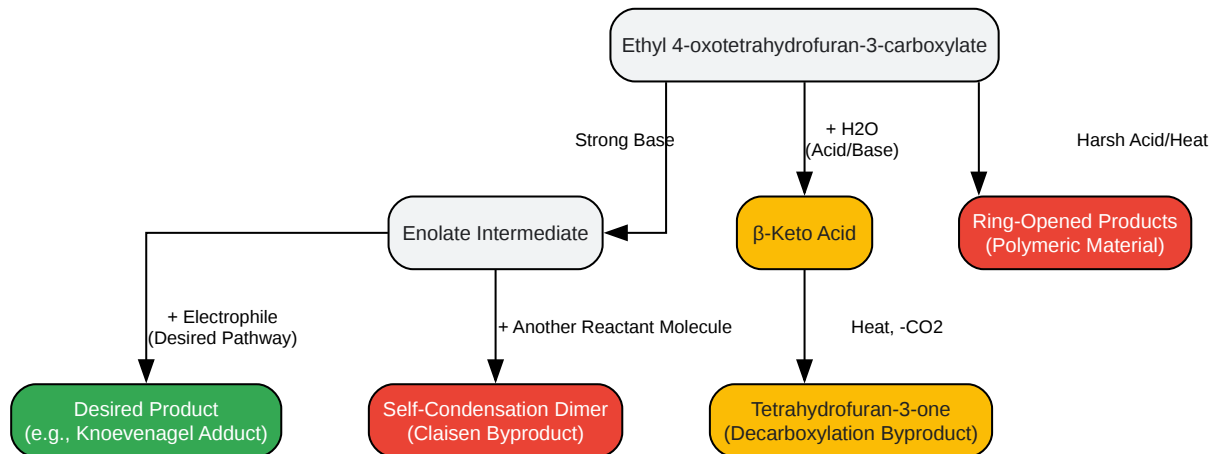 Ethyl 4-oxotetrahydrofuran-3-carboxylate
Strong Base
+ H2O
(Acid/Base)
Harsh Acid/Heat
Enolate Intermediate
β-Keto Acid
Ring-Opened Products
(Polymeric Material)
+ Electrophile
(Desired Pathway)
+ Another Reactant Molecule
Heat, -CO2
Desired Product
(e.g., Knoevenagel Adduct)
Self-Condensation Dimer
(Claisen Byproduct)
Tetrahydrofuran-3-one
(Decarboxylation Byproduct)